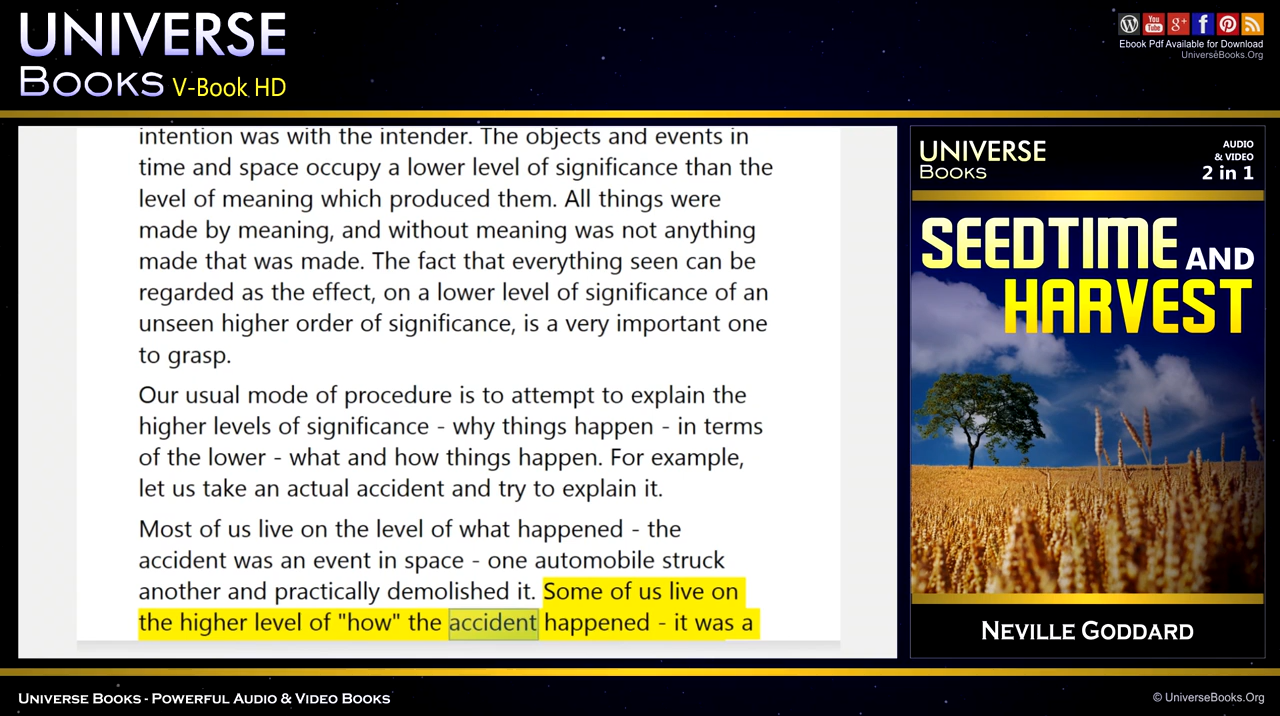 UNIVERSE
BOOKS V-Book HD
Ebook Pdf Available for Download
UniverseBooks.Org
intention was with the intender. The objects and events in
time and space occupy a lower level of significance than the
level of meaning which produced them. All things were
made by meaning, and without meaning was not anything
made that was made. The fact that everything seen can be
regarded as the effect, on a lower level of significance of an
unseen higher order of significance, is a very important one
to grasp.
Our usual mode of procedure is to attempt to explain the
higher levels of significance - why things happen - in terms
of the lower - what and how things happen. For example,
let us take an actual accident and try to explain it.
Most of us live on the level of what happened - the
accident was an event in space - one automobile struck
another and practically demolished it. Some of us live on
the higher level of "how" the accident happened - it was a
UNIVERSE
BOOKS
AUDIO
& VIDEO
2 in 1
SEEDTIME AND
HARVEST
NEVILLE GODDARD
UNIVERSE BOOKS - POWERFUL AUDIO & VIDEO BOOKS
© UniverseBooks.Org